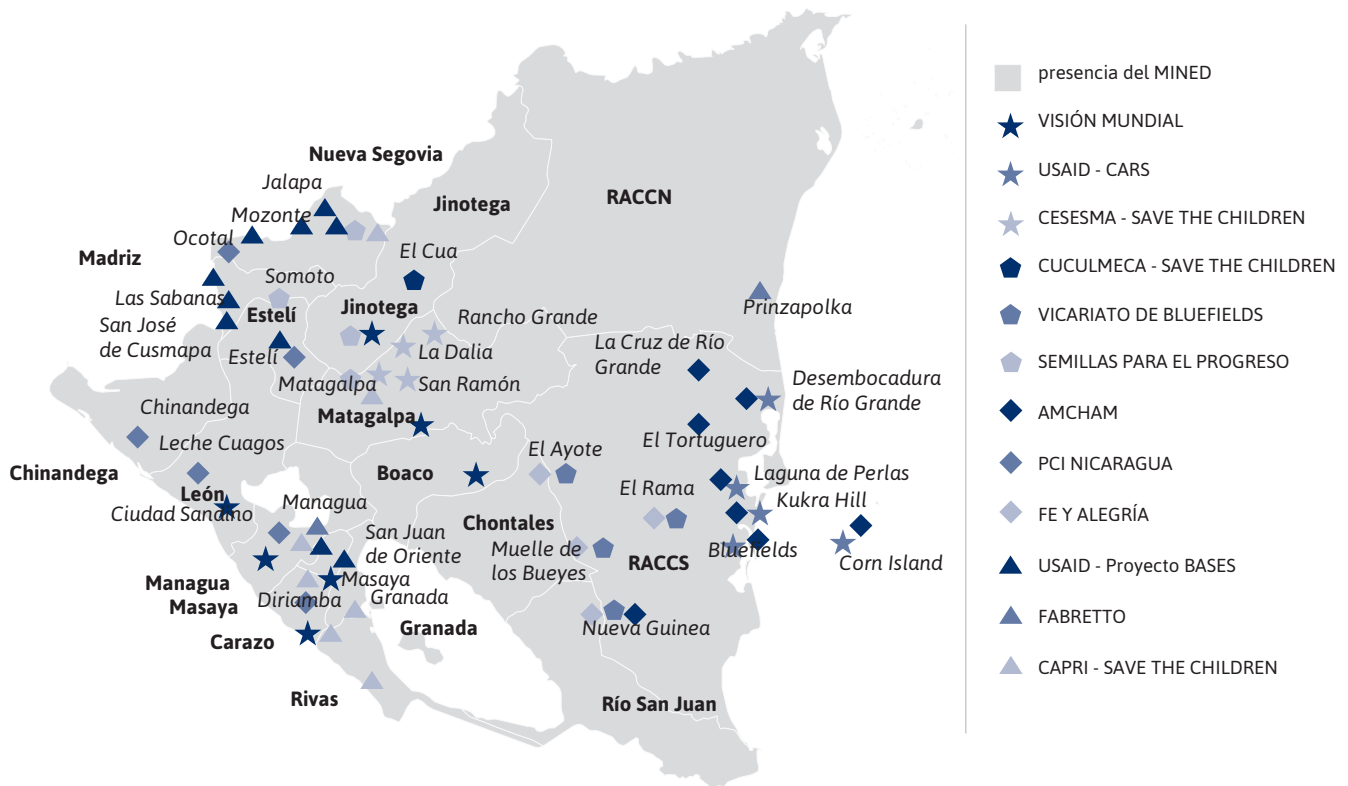 Nueva Segovia
Jalapa
RACCN
Jinotega
Mozonte
Ocotal
El Cua
Madriz
Somoto
Las Sabanas
Jinotega
Prinzapolka
Estelí
Rancho Grande
San José
de Cusmapa
La Cruz de Río
Grande
Estelí
La Dalia
Desembocadura
de Río Grande
Matagalpa
San Ramón
Chinandega
Matagalpa
Leche Cuagos
El Tortuguero
El Ayote
Chinandega
Boaco
Laguna de Perlas
El Rama
León
Managua
Kukra Hill
Ciudad Sandino
Chontales
San Juan
de Oriente
Muelle de
los Bueyes
Bluefields
RACCS
Corn Island
Managua
Masaya
Masaya
Diriamba
Granada
Granada
Nueva Guinea
Carazo
Rivas
Río San Juan
presencia del MINED
VISIÓN MUNDIAL
USAID - CARS
CESESMA - SAVE THE CHILDREN
CUCULMECA - SAVE THE CHILDREN
VICARIATO DE BLUEFIELDS
SEMILLAS PARA EL PROGRESO
AMCHAM
PCI NICARAGUA
FE Y ALEGRÍA
USAID - Proyecto BASES
FABRETTO
CAPRI - SAVE THE CHILDREN